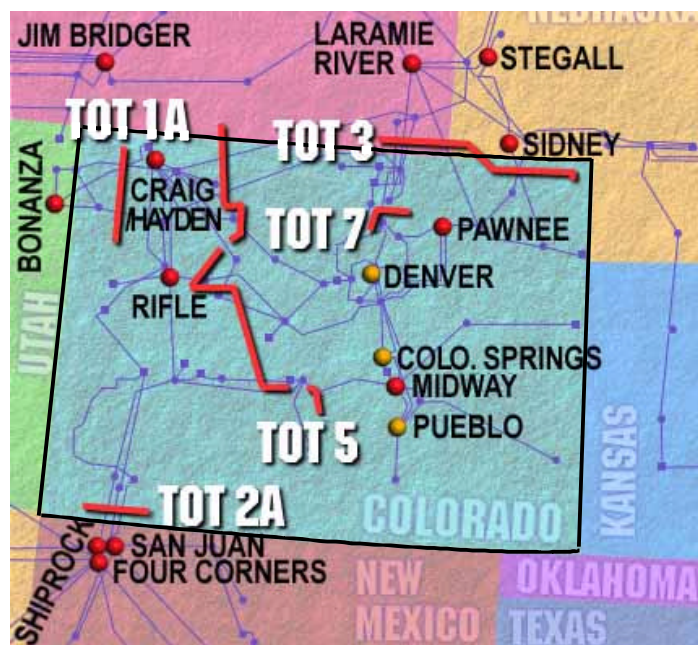 NEBRASKA
JIM BRIDGER
LARAMIE
RIVER
STEGALL
TOT 1A
TOT 3
SIDNEY
CRAIG
/HAYDEN
BONANZA
TOT 7
PAWNEE
DENVER
RIFLE
UTAH
COLO. SPRINGS
MIDWAY
TOT 5
PUEBLO
KANSAS
TOT 2A
COLORADO
SHIPROCK
SAN JUAN
FOUR CORNERS
NEW
MEXICO
OKLAHOMA
TEXAS